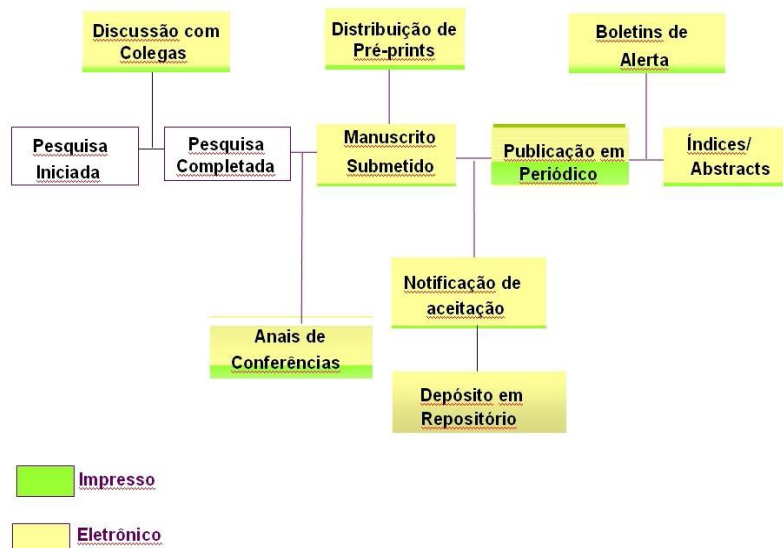 Discussão com
Colegas
Distribuição de
Pré-prints
Boletins de
Alerta
Pesquisa
Iniciada
Pesquisa
Completada
Manuscrito
Submetido
Publicação em
Periódico
Índices/
Abstracts
Notificação de
aceitação
Anais de
Conferências
Depósito em
Repositório
Impresso
Eletrônico